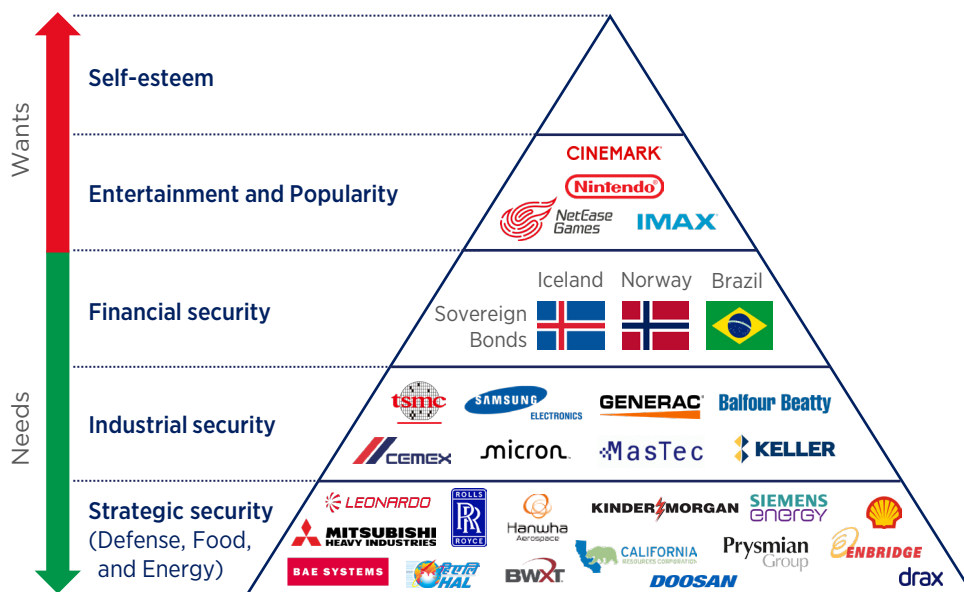 Wants
Needs
Self-esteem
Entertainment and Popularity
CINEMARK
Nintendo
NetEase
Games
IMAX
Financial security
Iceland Norway Brazil
Sovereign
Bonds
Industrial security
tsmc
SAMSUNG
ELECTRONICS
GENERAC
Balfour Beatty
CEMEX
micron
MasTec
KELLER
Strategic security
(Defense, Food,
and Energy)
LEONARDO
ROLLS
RR
ROYCE
Hanwha
Aerospace
KINDER MORGAN
SIEMENS
energy
MITSUBISHI
HEAVY INDUSTRIES
CALIFORNIA
RESOURCES CORPORATION
Prysmian
Group
ENBRIDGE
BAE SYSTEMS
एचएएल
HAL
BWXT
DOOSAN
drax